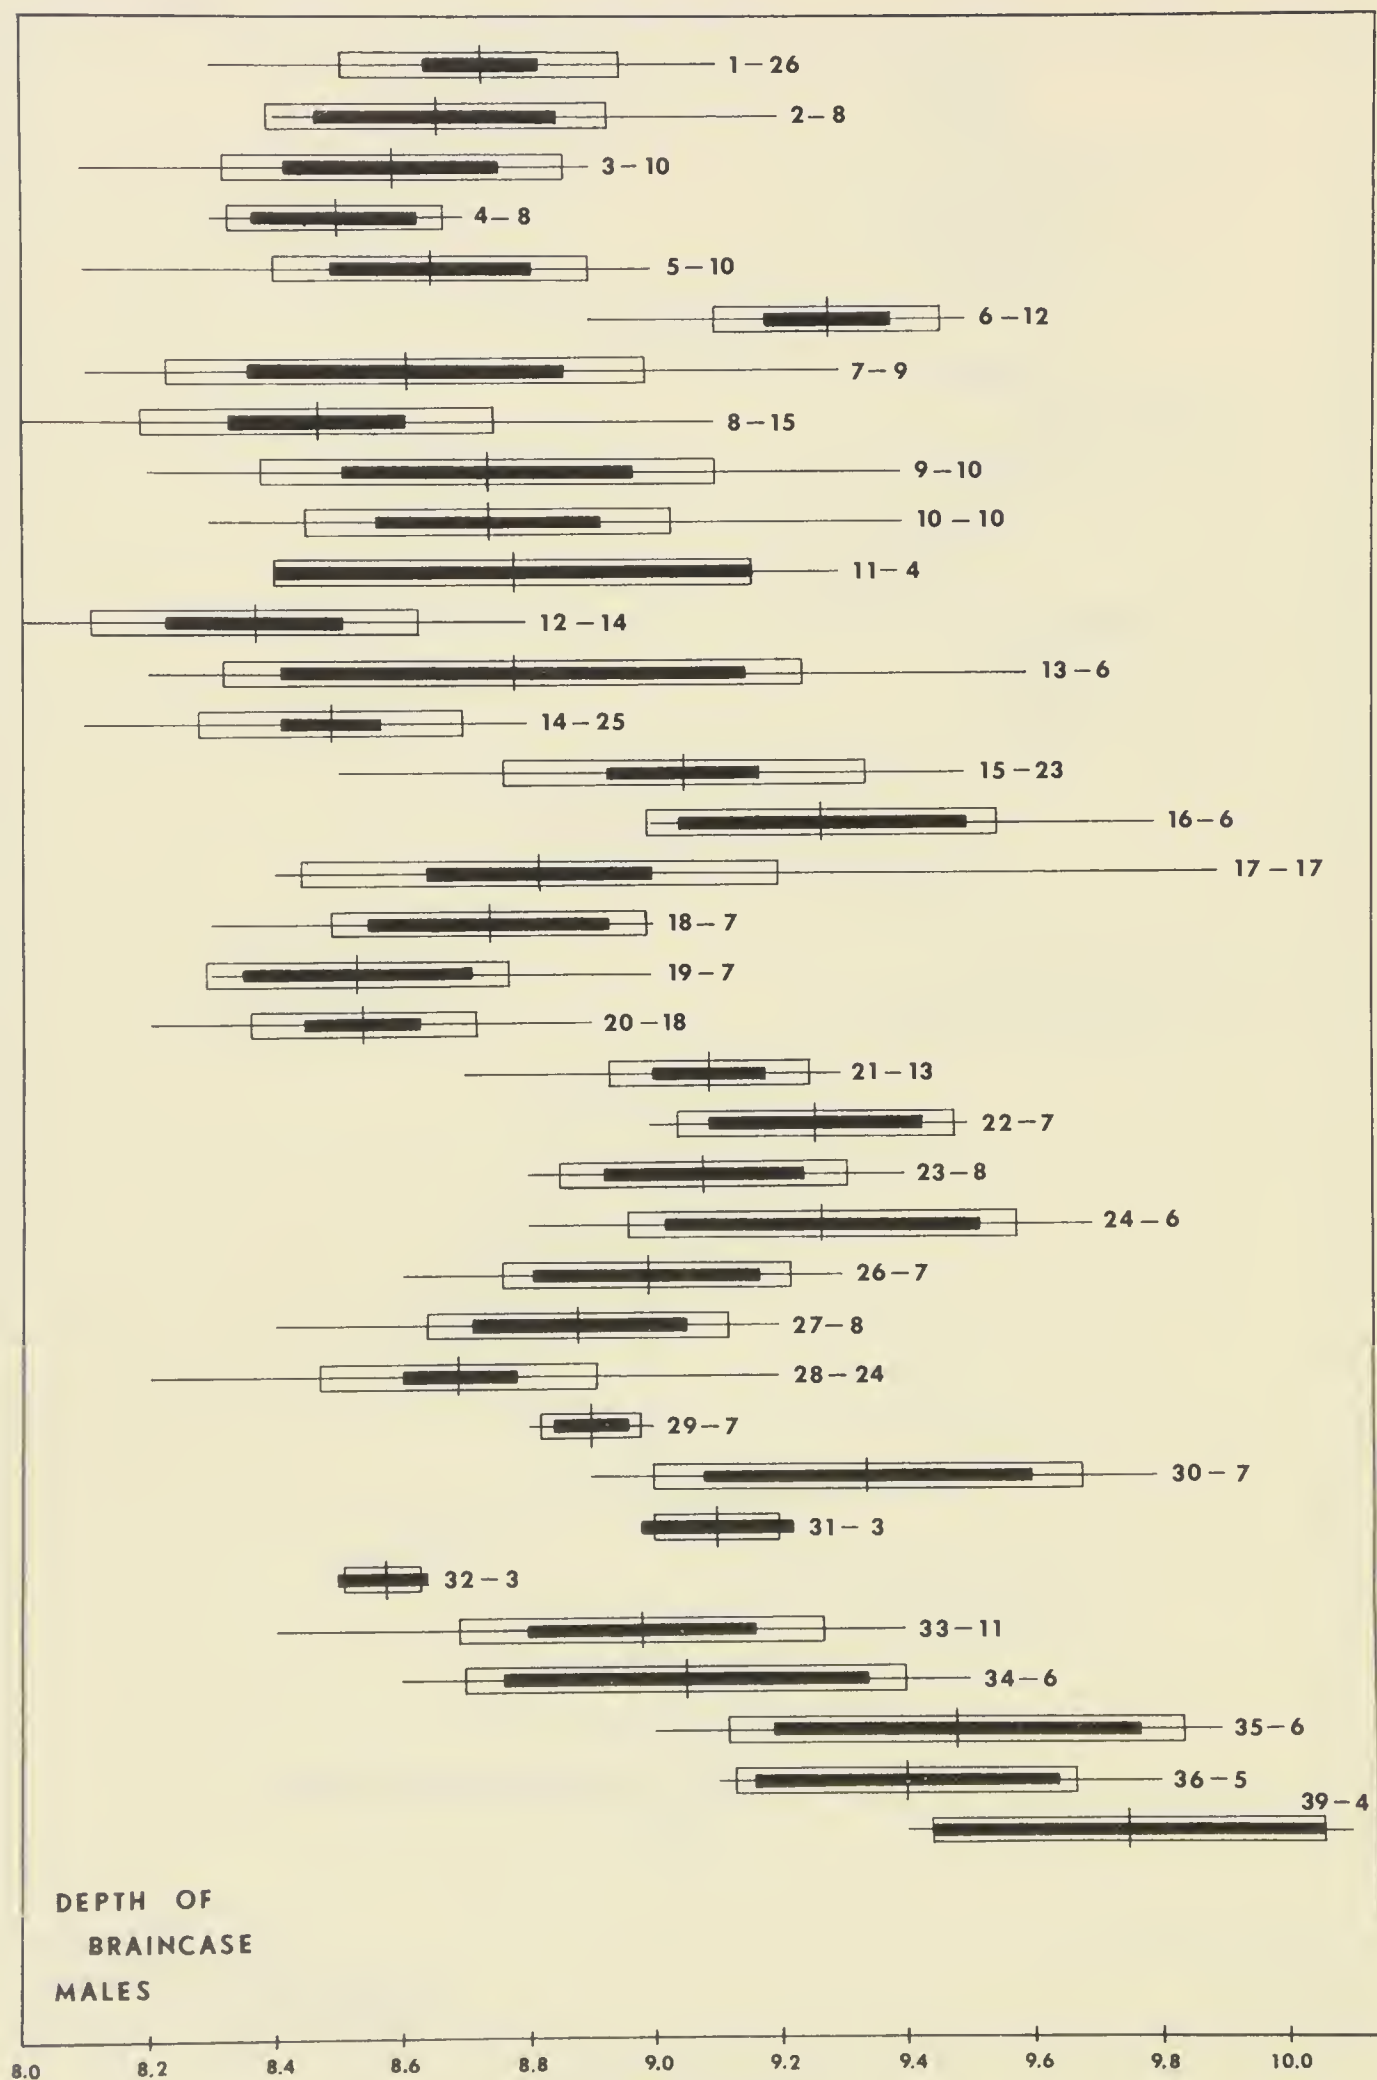 1 – 26
2 – 8
3 – 10
4 – 8
5 – 10
6 – 12
7 – 9
8 – 15
9 – 10
10 – 10
11 – 4
12 – 14
13 – 6
14 – 25
15 – 23
16 – 6
17 – 17
18 – 7
19 – 7
20 – 18
21 – 13
22 – 7
23 – 8
24 – 6
26 – 7
27 – 8
28 – 24
29 – 7
30 – 7
31 – 3
32 – 3
33 – 11
34 – 6
35 – 6
36 – 5
39 – 4
DEPTH OF
BRAINCASE
MALES
8.0 8.2 8.4 8.6 8.8 9.0 9.2 9.4 9.6 9.8 10.0